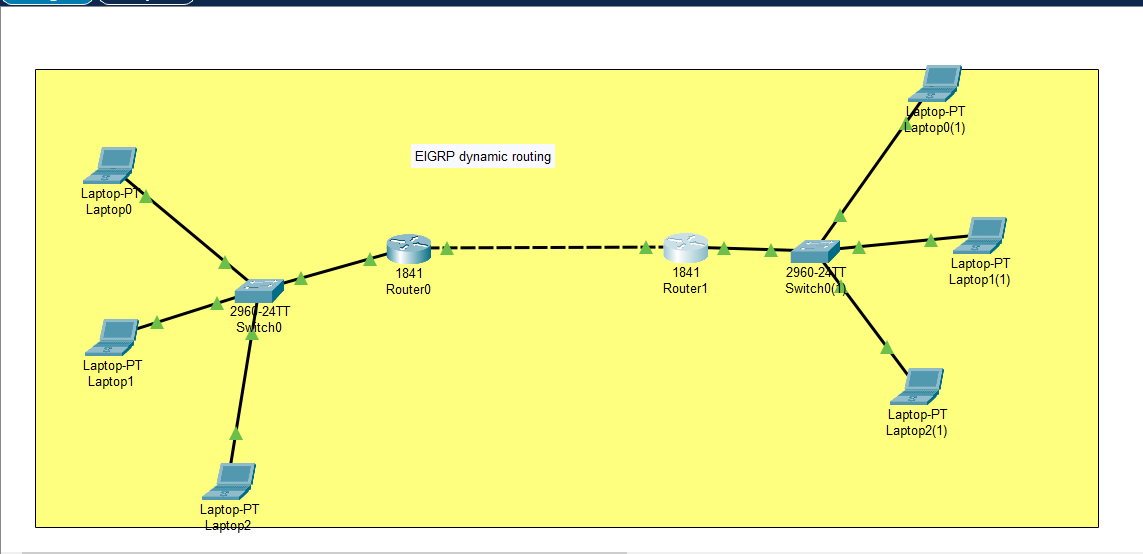 Laptop-PT
Laptop0
Laptop-PT
Laptop1
Laptop-PT
Laptop2
2960-24TT
Switch0
EIGRP dynamic routing
1841
Router0
1841
Router1
2960-24TT
Switch0(1)
Laptop-PT
Laptop0(1)
Laptop-PT
Laptop1(1)
Laptop-PT
Laptop2(1)